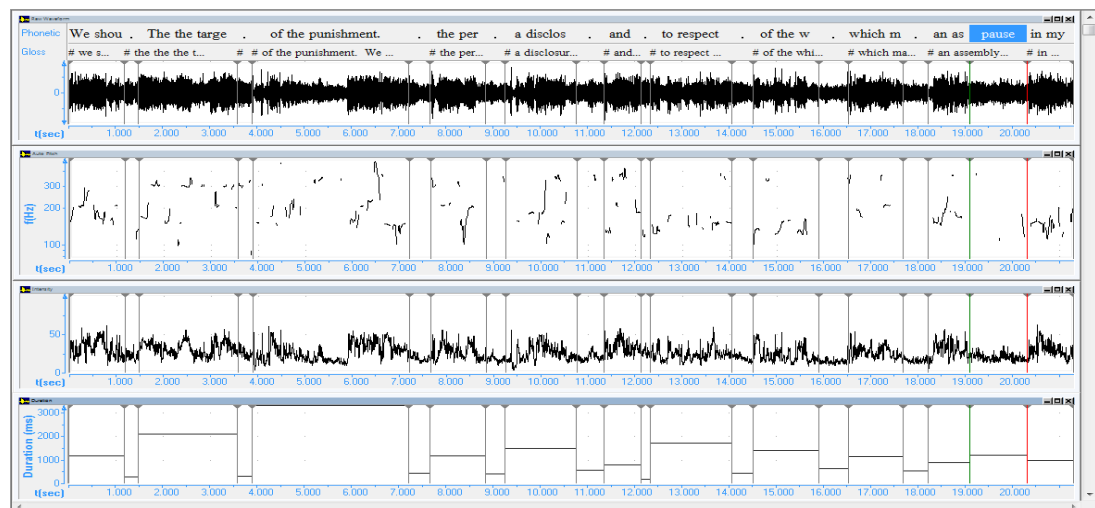 Raw Waveform
Phonetic We shou . The the targe . of the punishment. . the per . a disclos . and . to respect . of the w . which m . an as pause in my
Gloss # we s... # the the the t... # # of the punishment. We ... # the per... # a disclosur... # and... # to respect ... # of the whi... # which ma... # an assembly... # in ...
0
t(sec) 1.000 2.000 3.000 4.000 5.000 6.000 7.000 8.000 9.000 10.000 11.000 12.000 13.000 14.000 15.000 16.000 17.000 18.000 19.000 20.000
Auto Pitch
f(Hz)
300
200
100
t(sec) 1.000 2.000 3.000 4.000 5.000 6.000 7.000 8.000 9.000 10.000 11.000 12.000 13.000 14.000 15.000 16.000 17.000 18.000 19.000 20.000
Intensity
50
0
t(sec) 1.000 2.000 3.000 4.000 5.000 6.000 7.000 8.000 9.000 10.000 11.000 12.000 13.000 14.000 15.000 16.000 17.000 18.000 19.000 20.000
Duration
Duration (ms)
3000
2000
1000
0
t(sec) 1.000 2.000 3.000 4.000 5.000 6.000 7.000 8.000 9.000 10.000 11.000 12.000 13.000 14.000 15.000 16.000 17.000 18.000 19.000 20.000